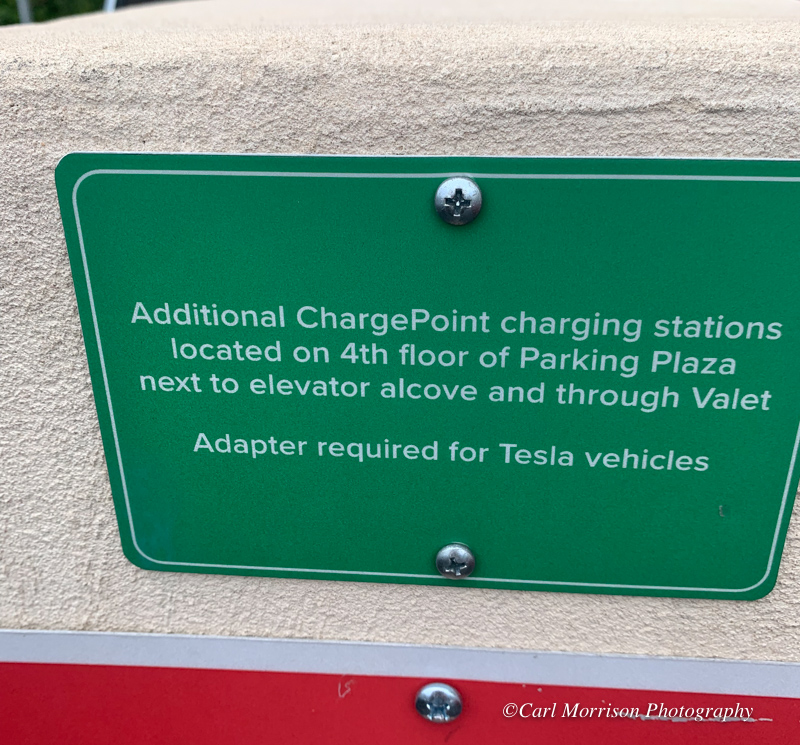 Additional ChargePoint charging stations
located on 4th floor of Parking Plaza
next to elevator alcove and through Valet
Adapter required for Tesla vehicles
©Carl Morrison Photography